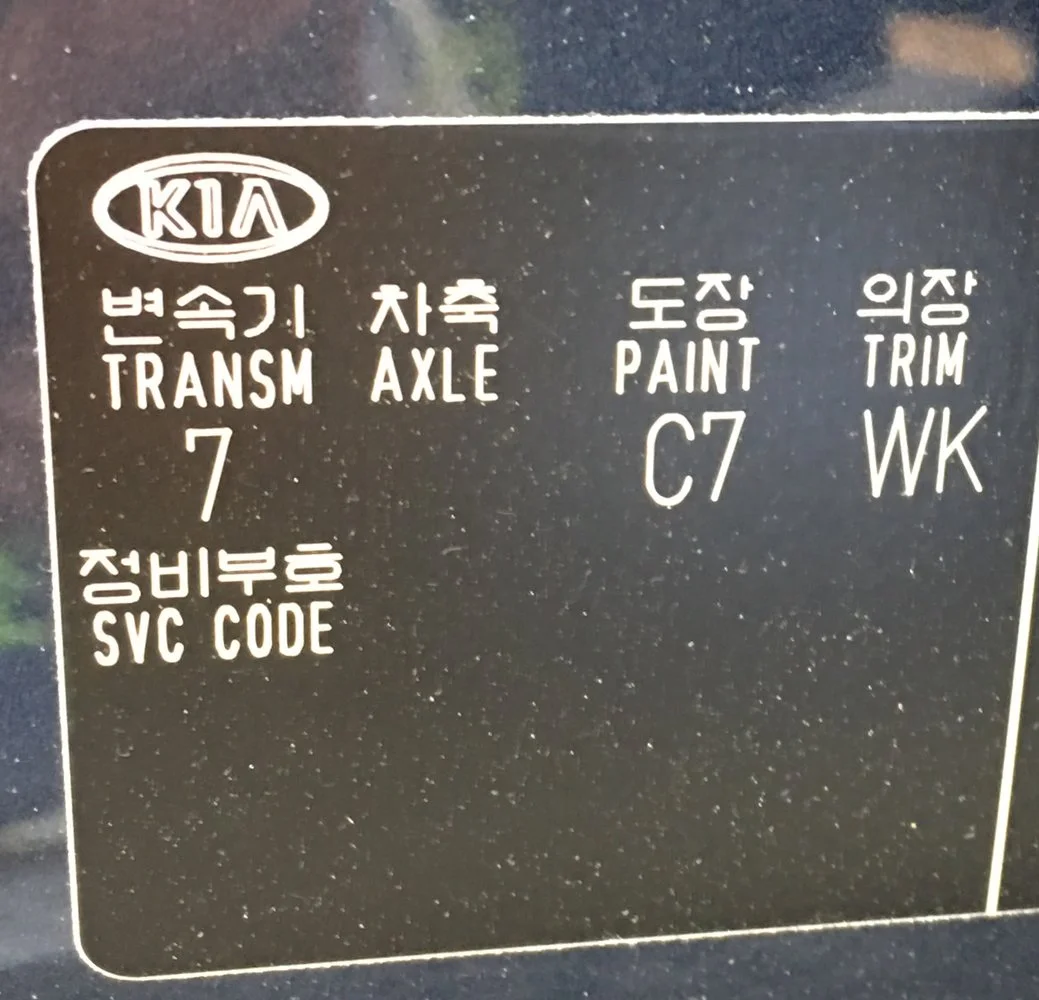 KIA
변속기 차축 도장 의장
TRANSM AXLE PAINT TRIM
7 C7 WK
정비부호
SVC CODE